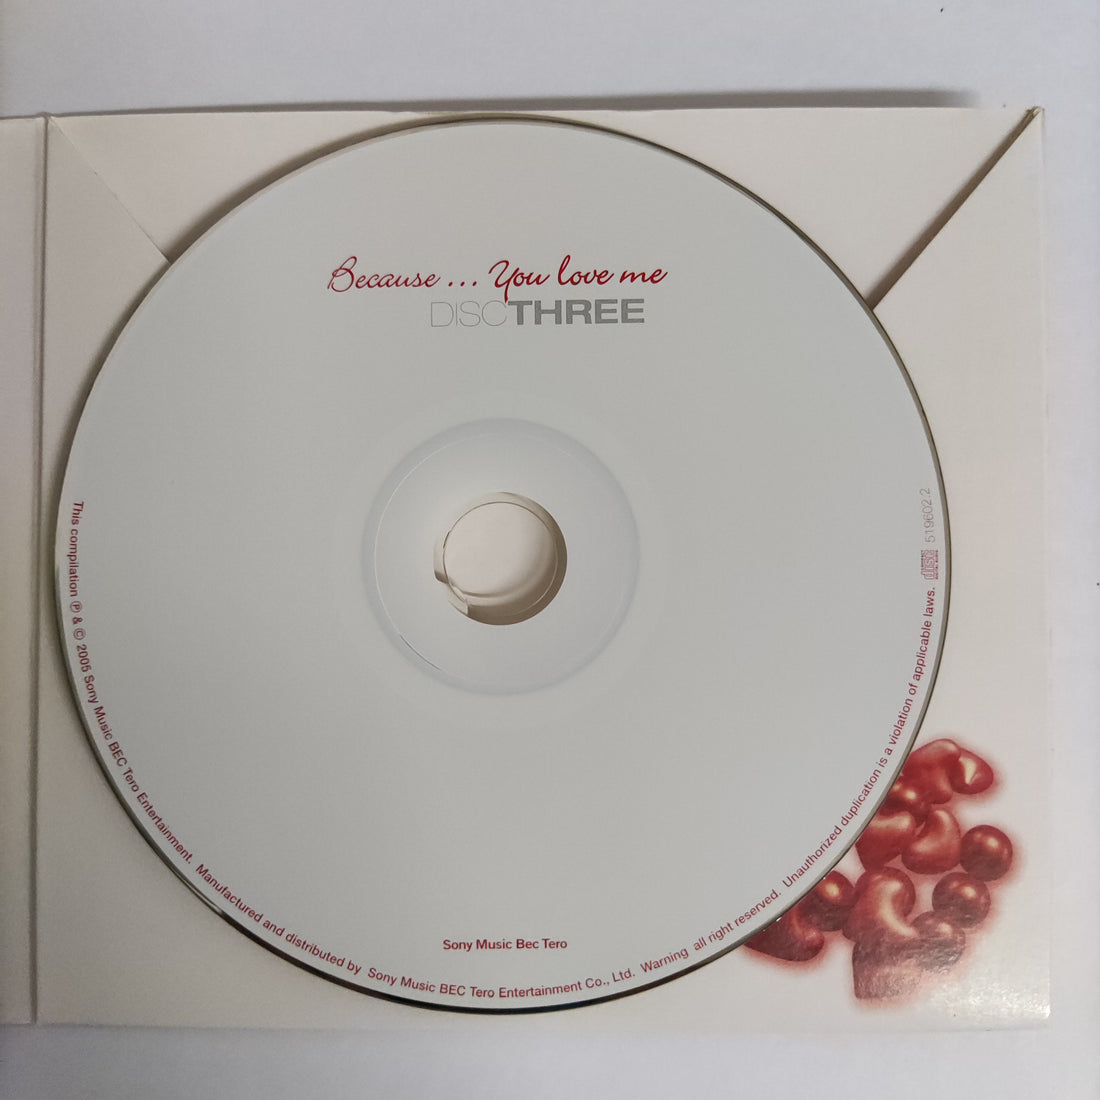 Because ... You love me
DISCTHREE
This compilation ℗ & © 2005 Sony Music BEC Tero Entertainment. Manufactured and distributed by Sony Music BEC Tero Entertainment Co., Ltd. Warning all right reserved. Unauthorized duplication is a violation of applicable laws.
disc
519602.2
Sony Music Bec Tero